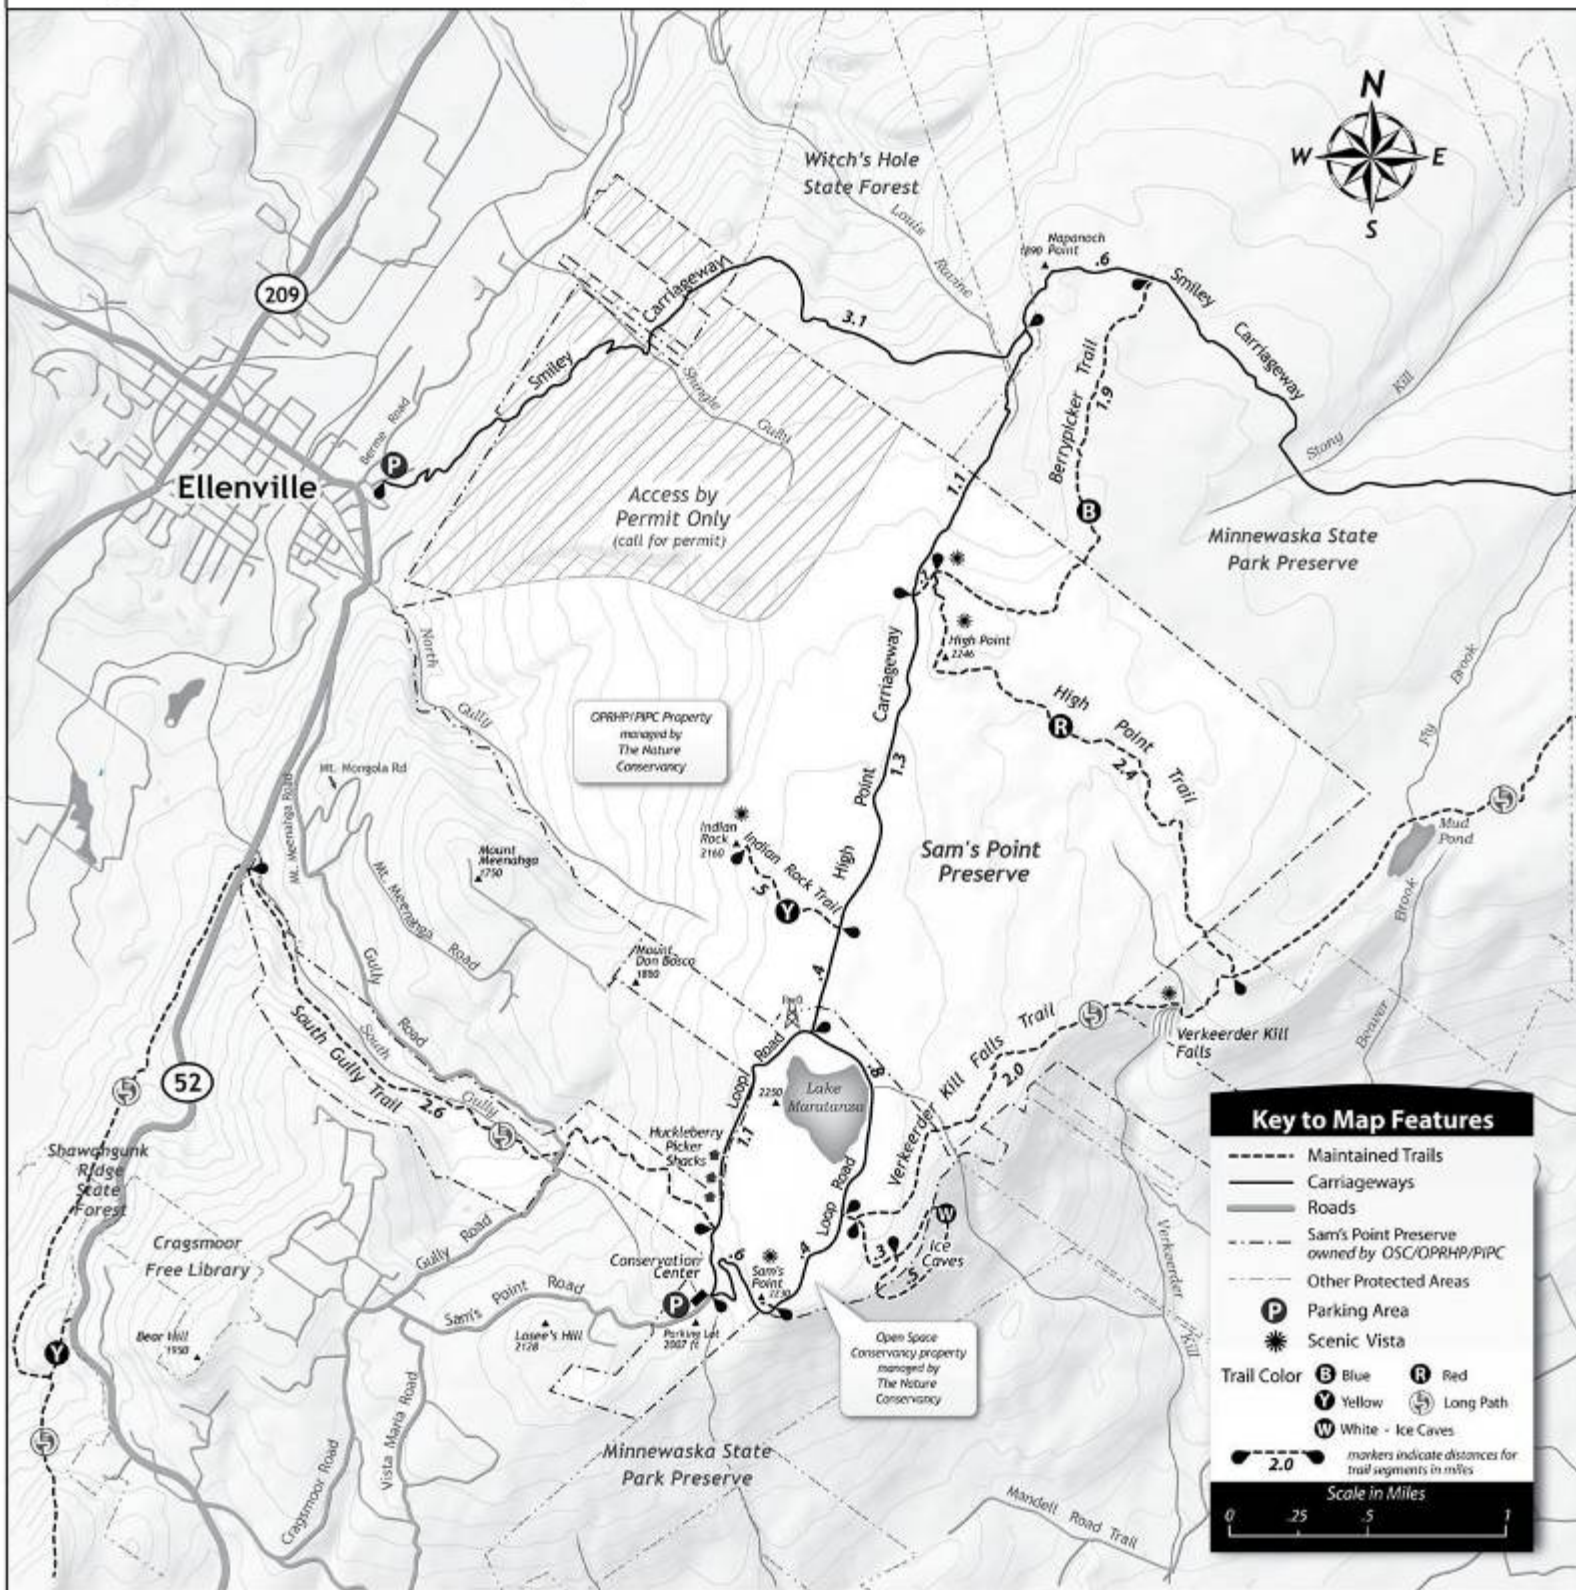 N
W
E
S
Witch's Hole
State Forest
Louis
Ravine
Napanoch
Point
.6
Smiley
Carriageway
209
Carriageway
3.1
Smiley
Shingle
Gully
Berme Road
P
Ellenville
Access by
Permit Only
(call for permit)
1.1
Berrypicker Trail
1.9
B
Stony
Kill
Minnewaska State
Park Preserve
High Point
2246
North
Gully
OPRHP/PIPC Property
managed by
The Nature
Conservancy
High Point Carriageway
1.3
High
Point
Trail
R
2.4
Fly
Brook
Mud
Pond
Mt. Mongola Rd
Mt. Meenahga Road
Mount
Meenahga
1750
Mt. Meenahga
Road
Indian
Rock
2160
Indian Rock Trail
.5
Y
Sam's Point
Preserve
Mount
Don Bosco
.4
Gully
Road
South
Gully
South Gully Trail
2.6
52
Loop Road
1.1
2250
Lake
Maratanza
.8
Verkeerder Kill Falls Trail
2.0
Verkeerder Kill
Falls
Beaver
Brook
Huckleberry
Picker
Shacks
Loop Road
Shawangunk
Ridge
State
Forest
Cragsmoor
Free Library
Gully Road
Conservation
Center
.6
Sam's
Point
.4
.3
.5
W
Ice
Caves
Verkeerder
Kill
Sam's Point Road
P
Parking Lot
2007 ft
Losee's Hill
2128
Bear Hill
1950
Y
Open Space
Conservancy property
managed by
The Nature
Conservancy
Vista Maria Road
Cragsmoor Road
Minnewaska State
Park Preserve
Mandell Road Trail
Key to Map Features
Maintained Trails
Carriageways
Roads
Sam's Point Preserve
owned by OSC/OPRHP/PIPC
Other Protected Areas
P Parking Area
Scenic Vista
Trail Color
B Blue
R Red
Y Yellow
Long Path
W White - Ice Caves
2.0
markers indicate distances for
trail segments in miles
Scale in Miles
0 .25 .5 1